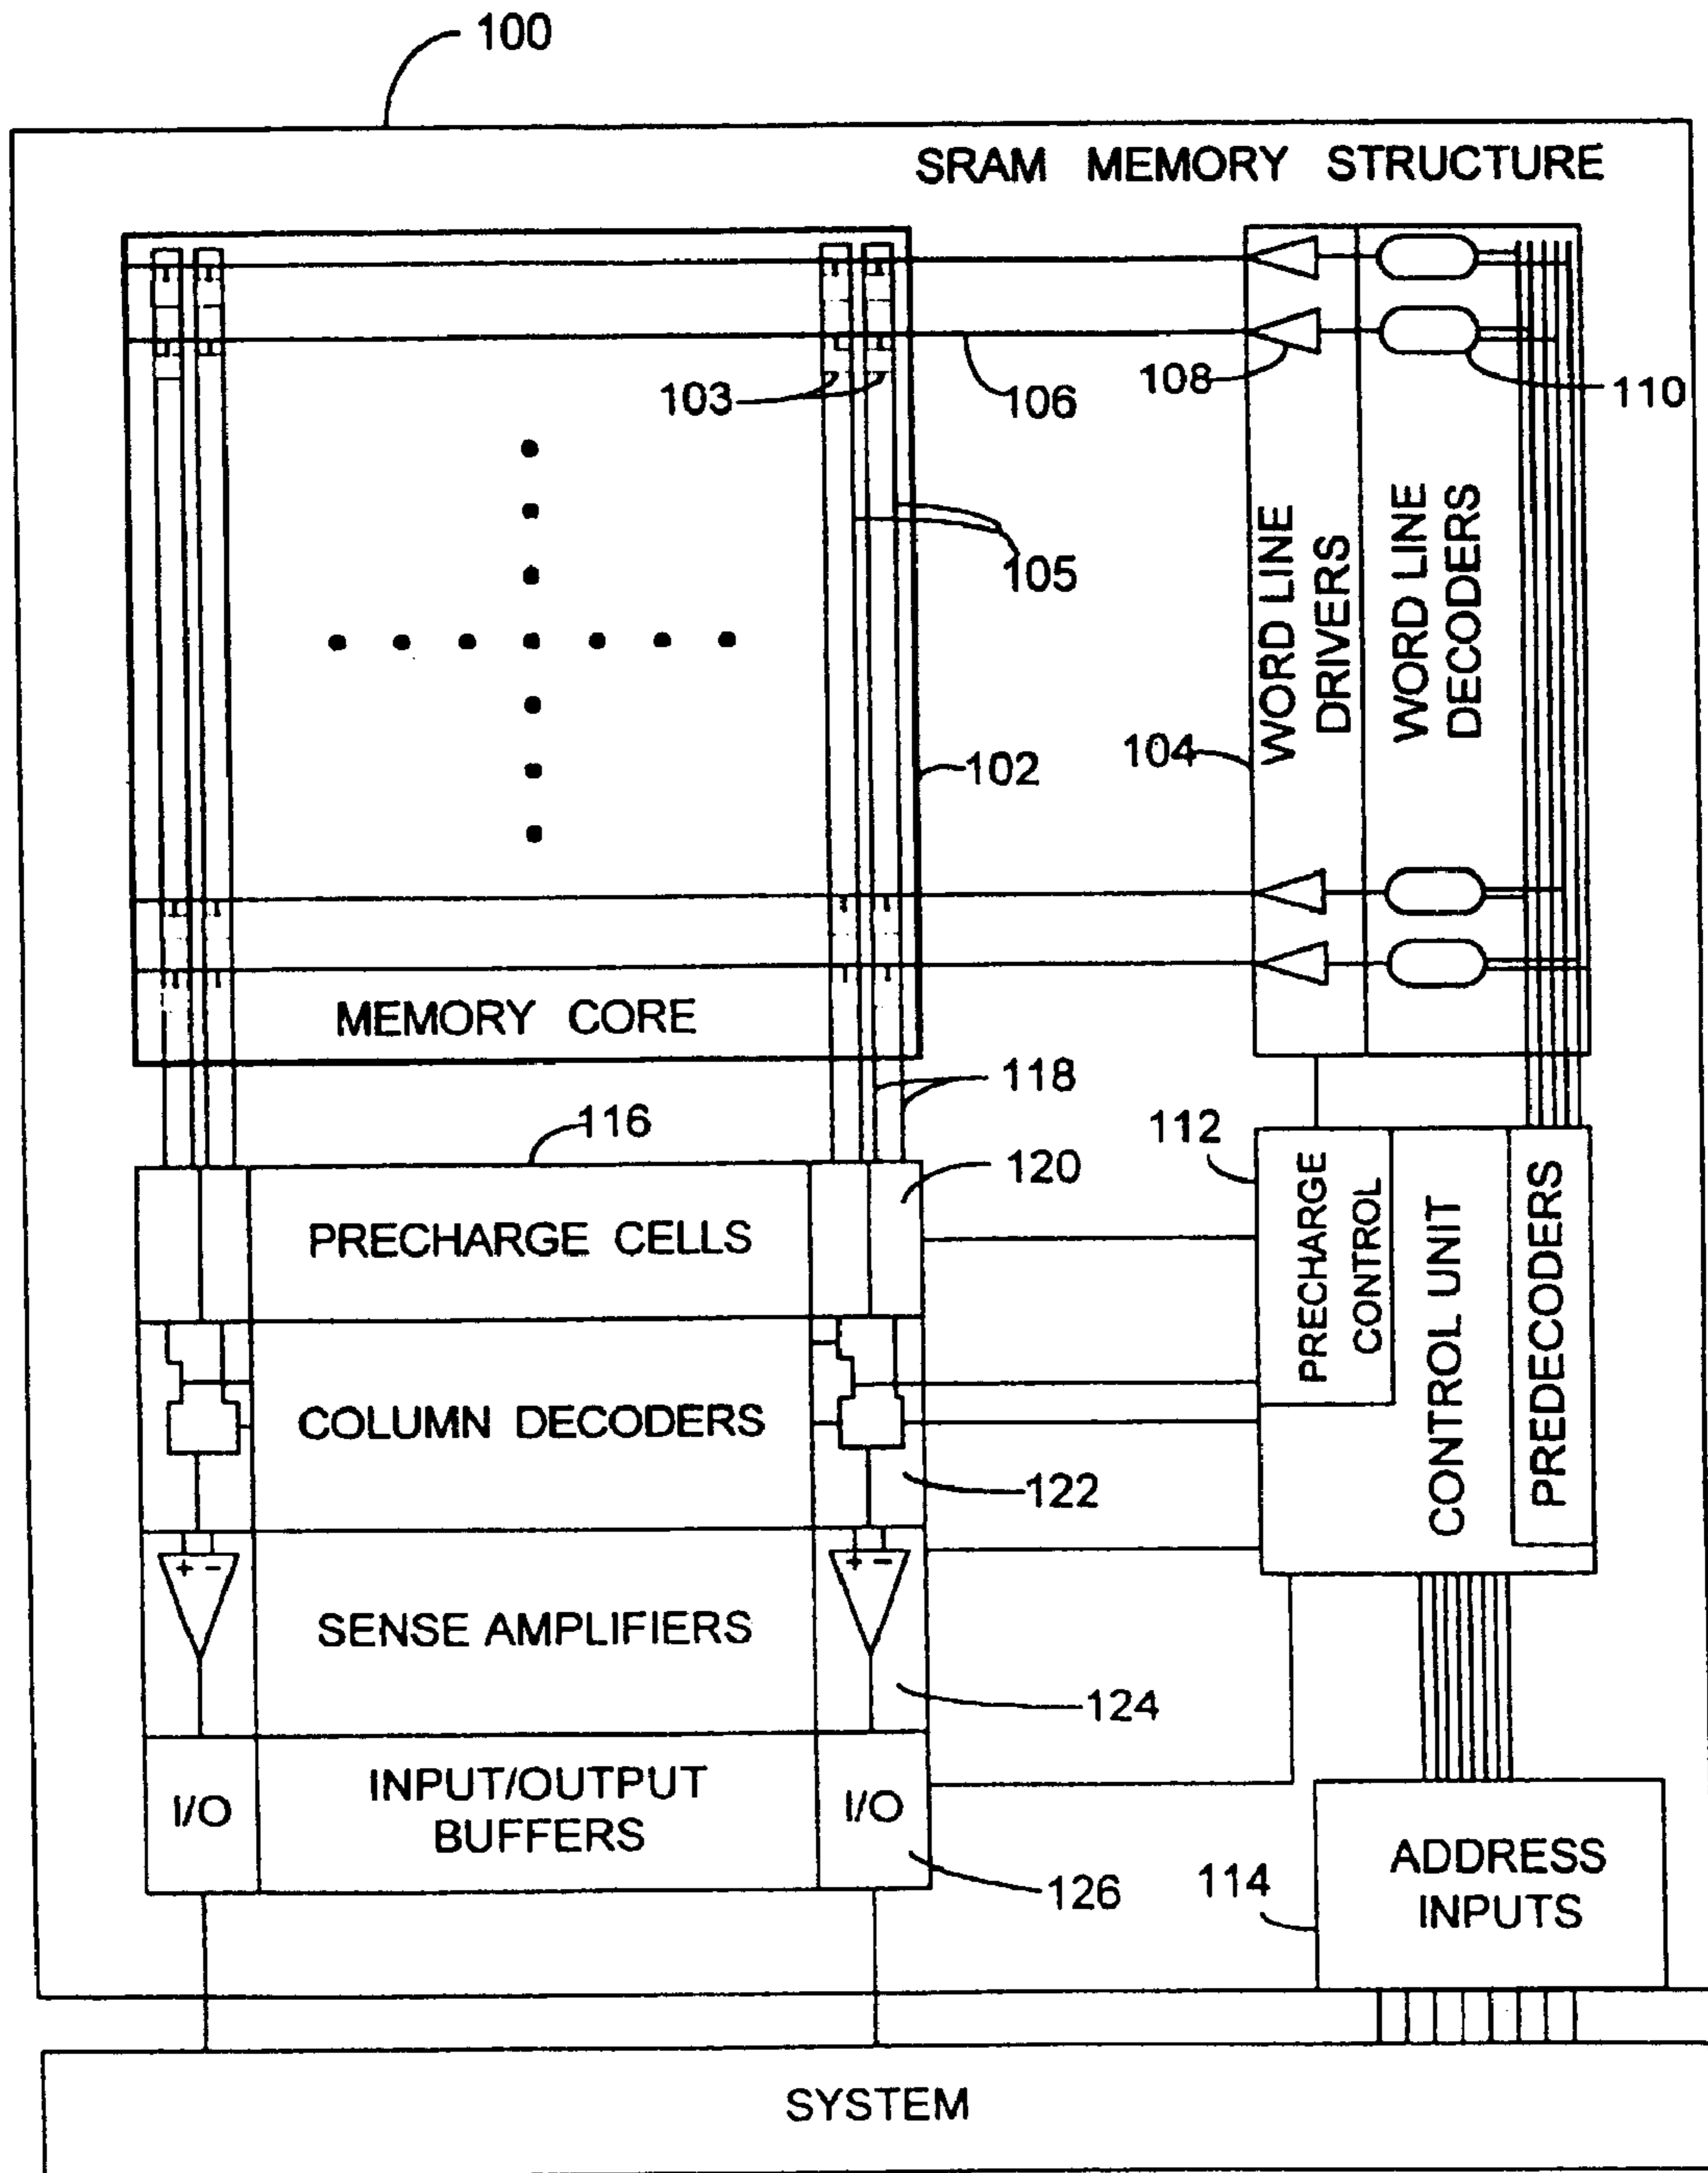 100
SRAM MEMORY STRUCTURE
103
106
108
110
105
WORD LINE
DRIVERS
WORD LINE
DECODERS
104
102
MEMORY CORE
118
116
112
120
PRECHARGE CELLS
PRECHARGE
CONTROL
CONTROL UNIT
PREDECODERS
COLUMN DECODERS
122
+ -
+ -
SENSE AMPLIFIERS
124
I/O
INPUT/OUTPUT
BUFFERS
I/O
126
114
ADDRESS
INPUTS
SYSTEM